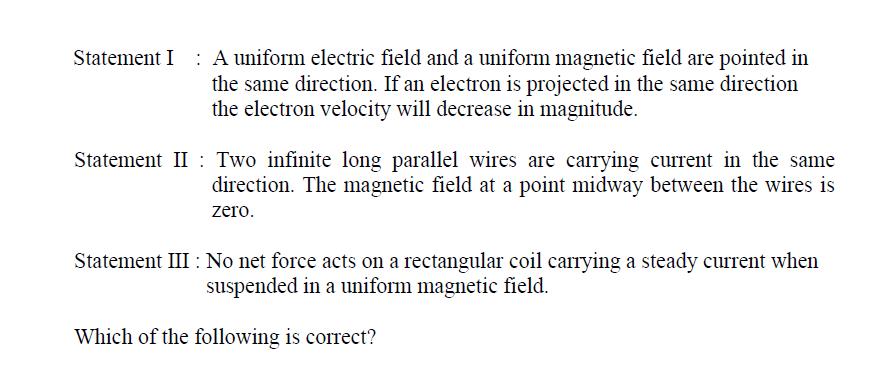 Statement I : A uniform electric field and a uniform magnetic field are pointed in
the same direction. If an electron is projected in the same direction
the electron velocity will decrease in magnitude.
Statement II : Two infinite long parallel wires are carrying current in the same
direction. The magnetic field at a point midway between the wires is
zero.
Statement III : No net force acts on a rectangular coil carrying a steady current when
suspended in a uniform magnetic field.
Which of the following is correct?